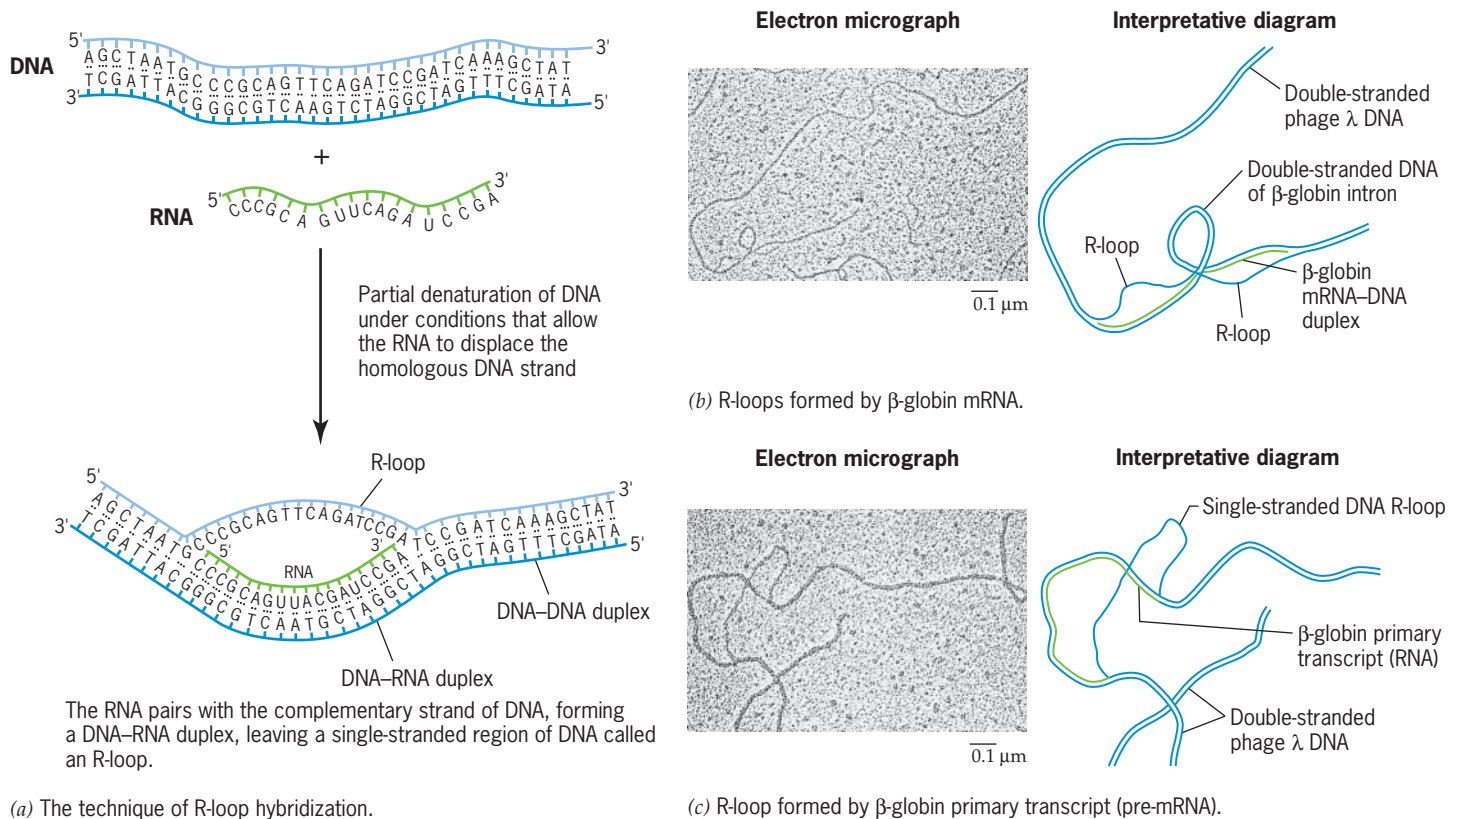 5' 3'
DNA
AGCTAATGCCCGCAGTTCAGATCCGATCAAAGCTAT
TCGATTACGGGCGTCAAGTCTAGGCTAGTTTCGATA
3' 5'
+
RNA
5' 3'
CCCGCAGUUCAGAUCCGA
Partial denaturation of DNA
under conditions that allow
the RNA to displace the
homologous DNA strand
R-loop
5' 3'
AGCTAATGCCCGCAGTTCAGATCCGATCCGATCAAAGCTAT
5' 3'
RNA
CCCGCAGUUACGAUCCGA
TCGATTACGGGCGTCAATGCTAGGCTAGGCTAGTTTCGATA
3' 5'
DNA–DNA duplex
DNA–RNA duplex
The RNA pairs with the complementary strand of DNA, forming
a DNA–RNA duplex, leaving a single-stranded region of DNA called
an R-loop.
(a) The technique of R-loop hybridization.
Electron micrograph
Interpretative diagram
Double-stranded
phage λ DNA
Double-stranded DNA
of β-globin intron
R-loop
β-globin
mRNA–DNA
duplex
R-loop
0.1 μm
(b) R-loops formed by β-globin mRNA.
Electron micrograph
Interpretative diagram
Single-stranded DNA R-loop
β-globin primary
transcript (RNA)
Double-stranded
phage λ DNA
0.1 μm
(c) R-loop formed by β-globin primary transcript (pre-mRNA).